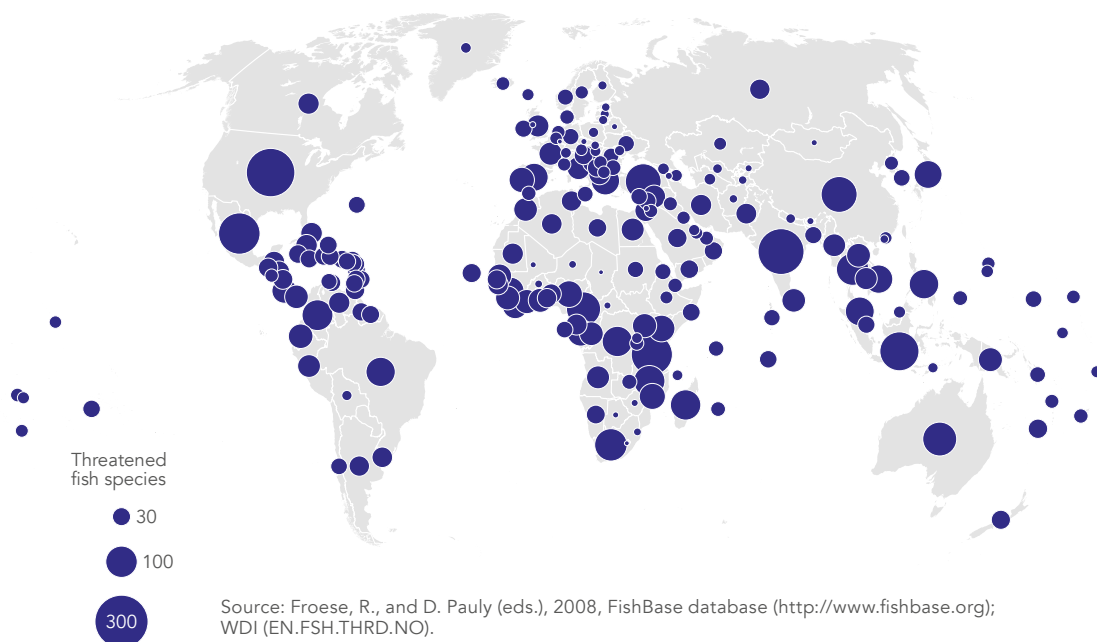 Threatened
fish species
30
100
300
Source: Froese, R., and D. Pauly (eds.), 2008, FishBase database (http://www.fishbase.org);
WDI (EN.FSH.THRD.NO).